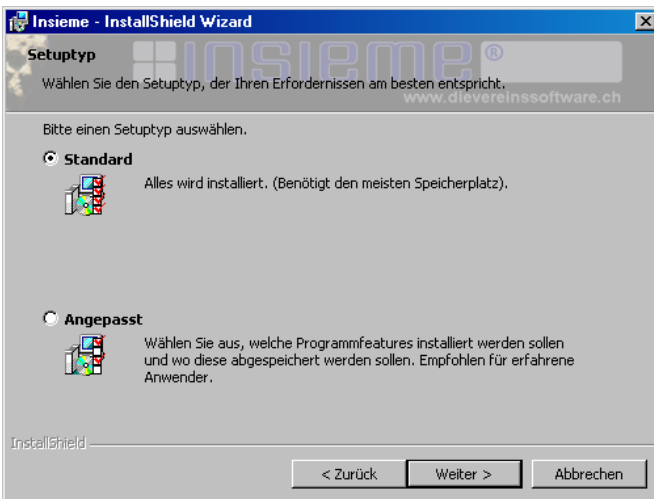 Insieme - InstallShield Wizard
insieme®
Setuptyp
Wählen Sie den Setuptyp, der Ihren Erfordernissen am besten entspricht.
www.dievereinssoftware.ch
Bitte einen Setuptyp auswählen.
Standard
Alles wird installiert. (Benötigt den meisten Speicherplatz).
Angepasst
Wählen Sie aus, welche Programmfeatures installiert werden sollen
und wo diese abgespeichert werden sollen. Empfohlen für erfahrene
Anwender.
InstallShield
< Zurück
Weiter >
Abbrechen